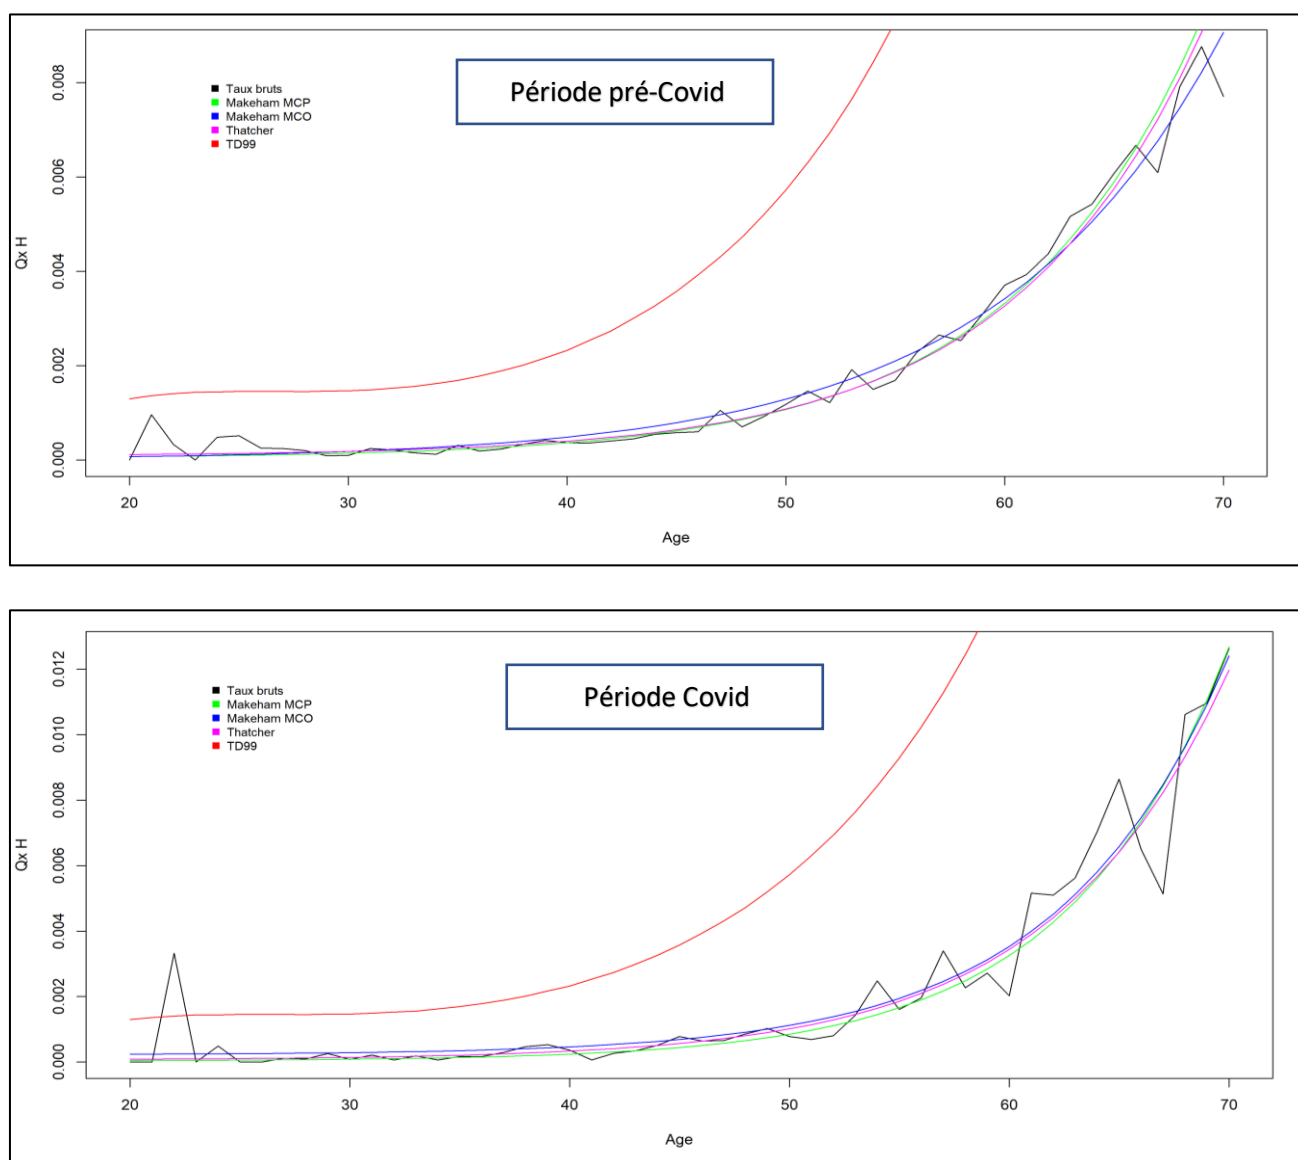 Période pré-Covid
Taux bruts
Makeham MCP
Makeham MCO
Thatcher
TD99
Qx H
0.000
0.002
0.004
0.006
0.008
20
30
40
50
60
70
Age
Période Covid
Taux bruts
Makeham MCP
Makeham MCO
Thatcher
TD99
Qx H
0.000
0.002
0.004
0.006
0.008
0.010
0.012
20
30
40
50
60
70
Age